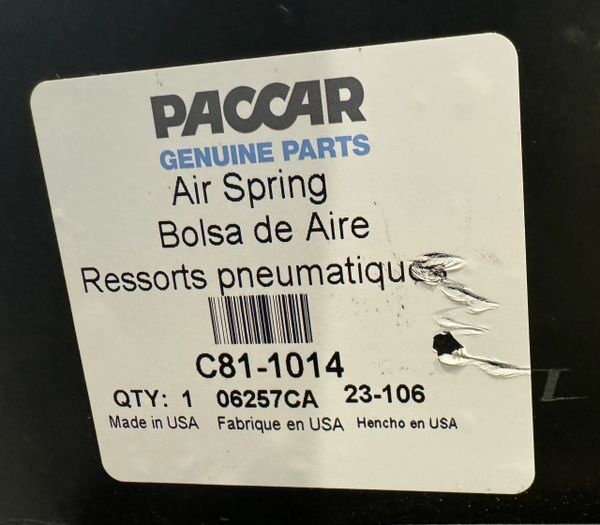 PACCAR
GENUINE PARTS
Air Spring
Bolsa de Aire
Ressorts pneumatique
C81-1014
QTY: 1 06257CA 23-106
Made in USA Fabrique en USA Hencho en USA